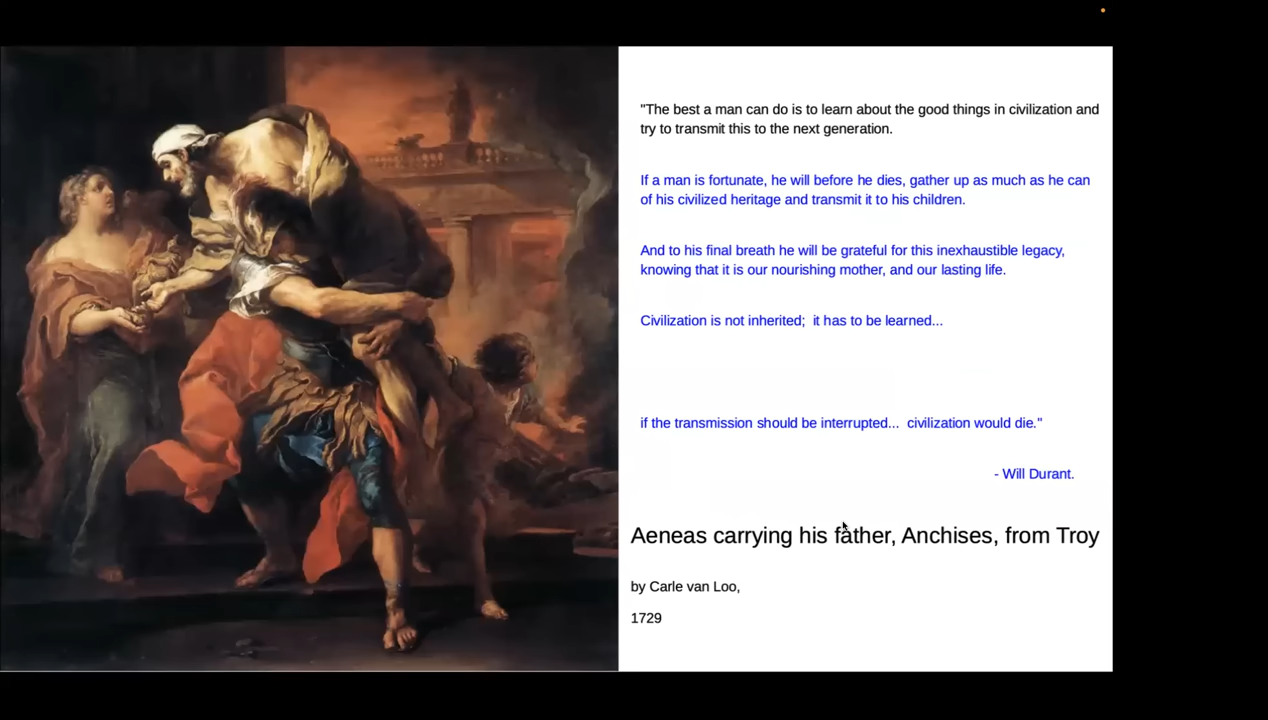 "The best a man can do is to learn about the good things in civilization and
try to transmit this to the next generation.
If a man is fortunate, he will before he dies, gather up as much as he can
of his civilized heritage and transmit it to his children.
And to his final breath he will be grateful for this inexhaustible legacy,
knowing that it is our nourishing mother, and our lasting life.
Civilization is not inherited;  it has to be learned...
if the transmission should be interrupted...  civilization would die."
- Will Durant.
Aeneas carrying his father, Anchises, from Troy
by Carle van Loo,
1729